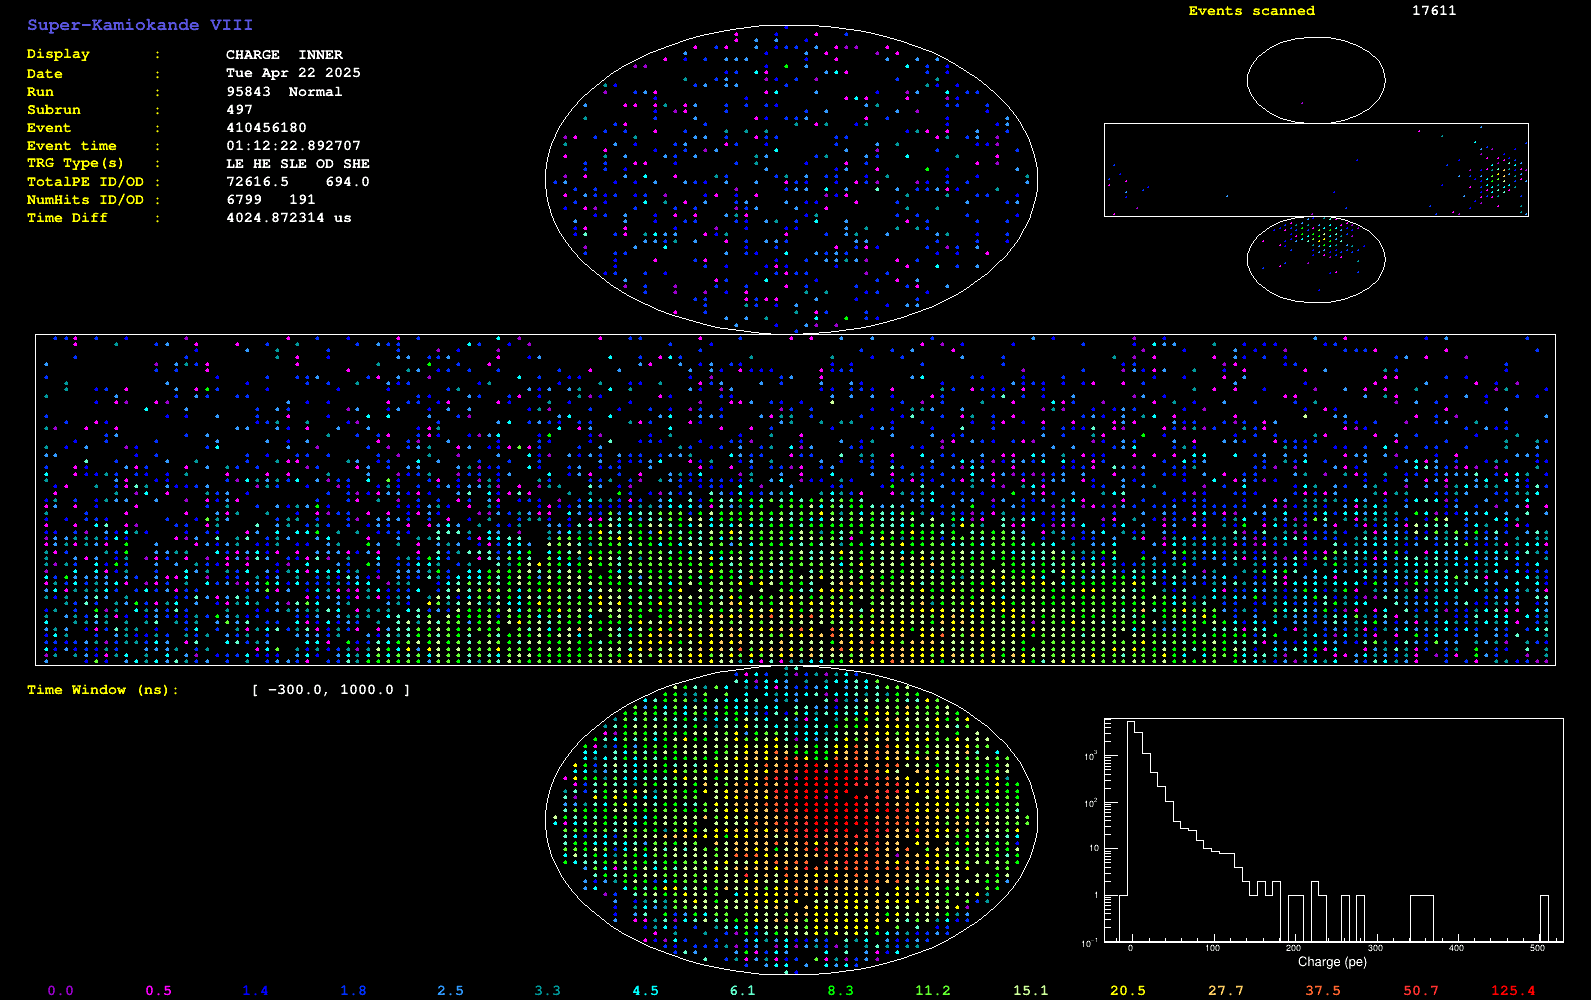 Super-Kamiokande VIII
Events scanned 17611
Display : CHARGE INNER
Date : Tue Apr 22 2025
Run : 95843 Normal
Subrun : 497
Event : 410456180
Event time : 01:12:22.892707
TRG Type(s) : LE HE SLE OD SHE
TotalPE ID/OD : 72616.5 694.0
NumHits ID/OD : 6799 191
Time Diff : 4024.872314 us
Time Window (ns): [ -300.0, 1000.0 ]
10³
10²
10
1
10⁻¹
0 100 200 300 400 500
Charge (pe)
0.0 0.5 1.4 1.8 2.5 3.3 4.5 6.1 8.3 11.2 15.1 20.5 27.7 37.5 50.7 125.4